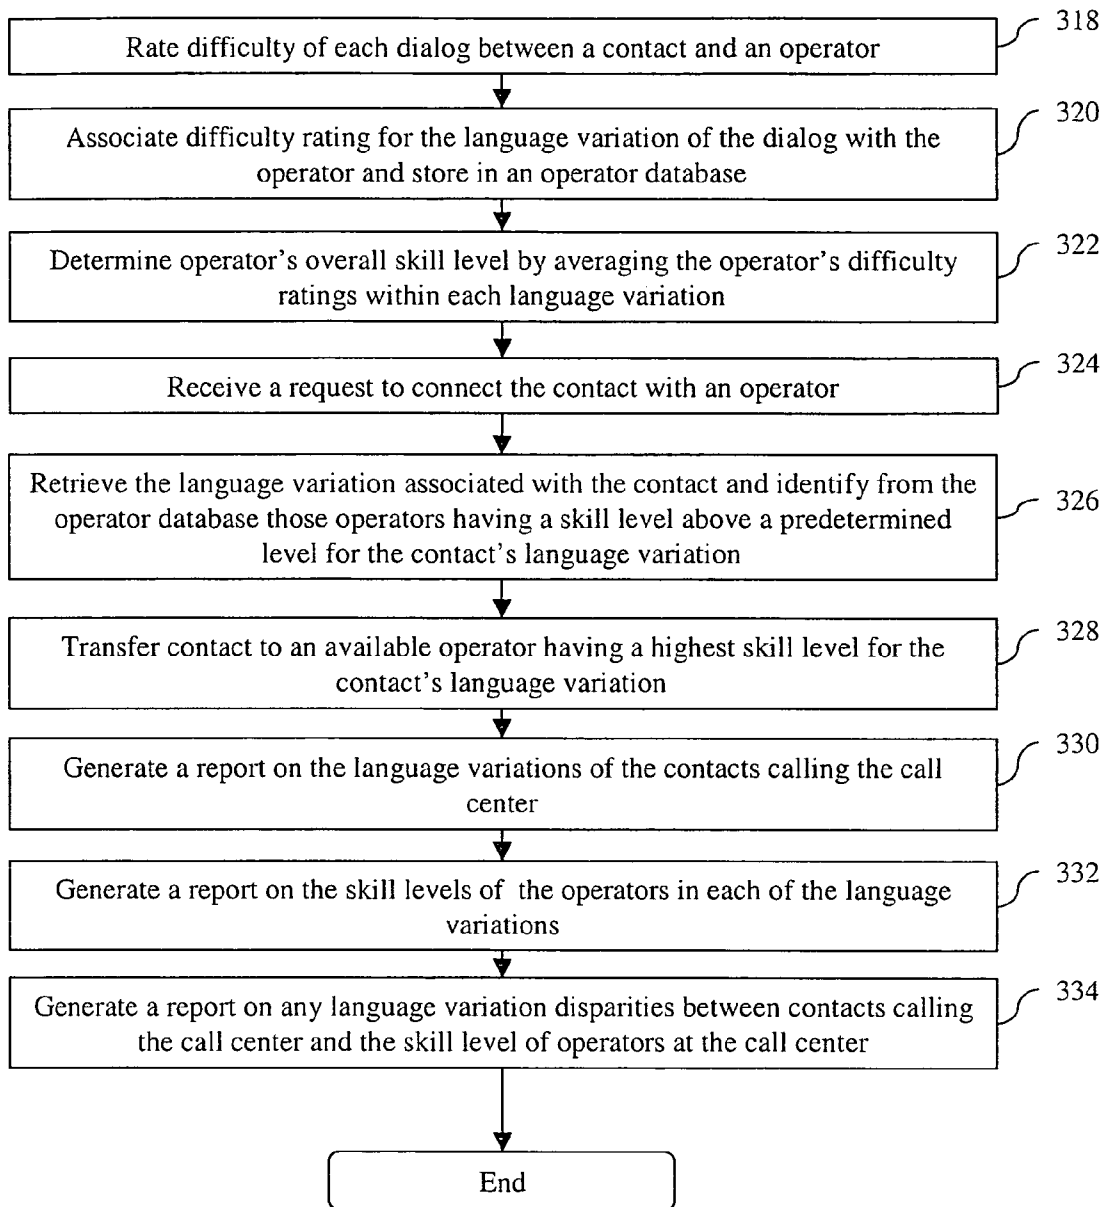 Rate difficulty of each dialog between a contact and an operator
318
Associate difficulty rating for the language variation of the dialog with the
operator and store in an operator database
320
Determine operator's overall skill level by averaging the operator's difficulty
ratings within each language variation
322
Receive a request to connect the contact with an operator
324
Retrieve the language variation associated with the contact and identify from the
operator database those operators having a skill level above a predetermined
level for the contact's language variation
326
Transfer contact to an available operator having a highest skill level for the
contact's language variation
328
Generate a report on the language variations of the contacts calling the call
center
330
Generate a report on the skill levels of the operators in each of the language
variations
332
Generate a report on any language variation disparities between contacts calling
the call center and the skill level of operators at the call center
334
End